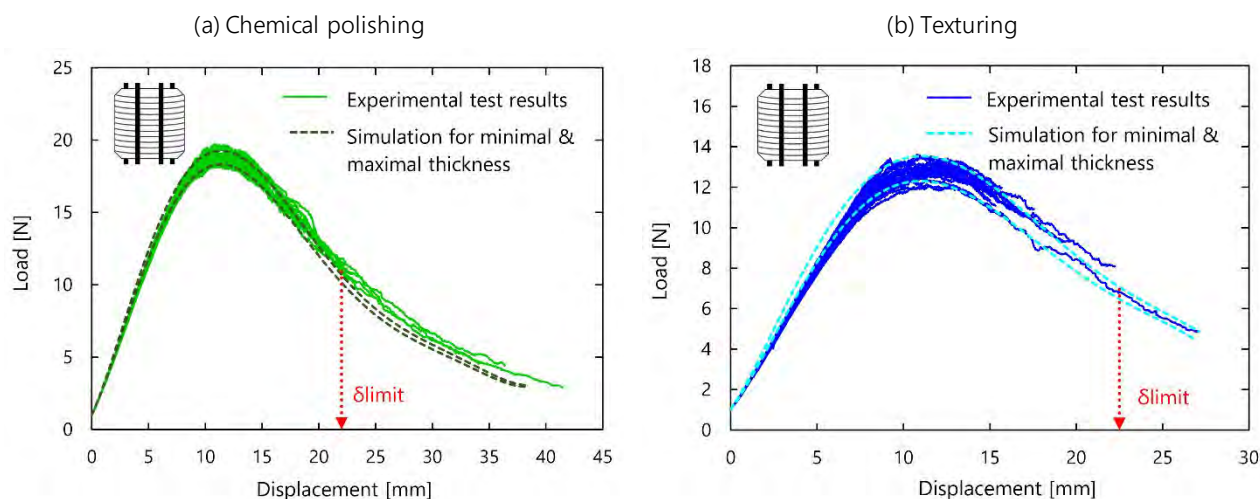 (a) Chemical polishing
25
20
15
10
5
0
Load [N]
Experimental test results
Simulation for minimal &
maximal thickness
δlimit
0 5 10 15 20 25 30 35 40 45
Displacement [mm]
(b) Texturing
18
16
14
12
10
8
6
4
2
0
Load [N]
Experimental test results
Simulation for minimal &
maximal thickness
δlimit
0 5 10 15 20 25 30
Displacement [mm]